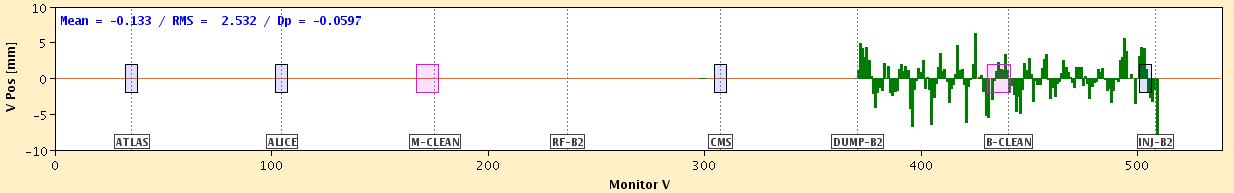 Mean = -0.133 / RMS = 2.532 / Dp = -0.0597
V Pos [mm]
10
5
0
-5
-10
ATLAS ALICE M-CLEAN RF-B2 CMS DUMP-B2 B-CLEAN INJ-B2
0 100 200 300 400 500
Monitor V